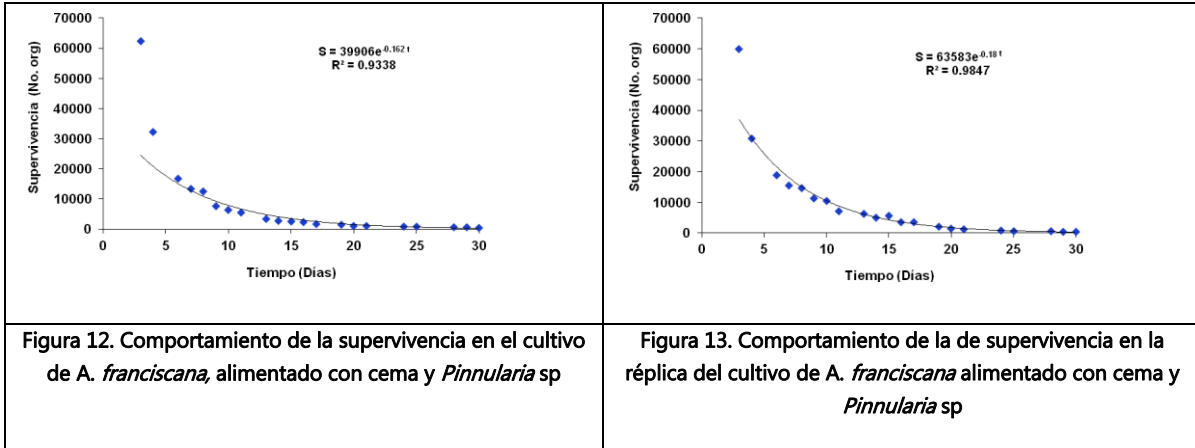 70000
60000
50000
40000
30000
20000
10000
0
Supervivencia (No. org)
S = 39906e-0.162 t
R² = 0.9338
0 5 10 15 20 25 30
Tiempo (Días)
70000
60000
50000
40000
30000
20000
10000
0
Supervivencia (No. org)
S = 63583e-0.18 t
R² = 0.9847
0 5 10 15 20 25 30
Tiempo (Días)
Figura 12. Comportamiento de la supervivencia en el cultivo
de A. franciscana, alimentado con cema y Pinnularia sp
Figura 13. Comportamiento de la de supervivencia en la
réplica del cultivo de A. franciscana alimentado con cema y
Pinnularia sp